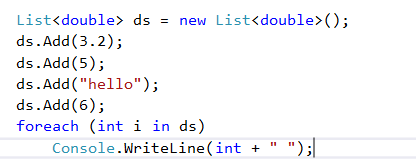 List<double> ds = new List<double>();
ds.Add(3.2);
ds.Add(5);
ds.Add("hello");
ds.Add(6);
foreach (int i in ds)
    Console.WriteLine(int + " ");